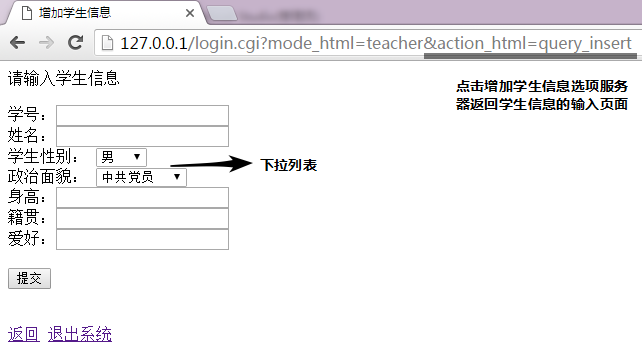 增加学生信息
127.0.0.1/login.cgi?mode_html=teacher&action_html=query_insert
请输入学生信息
点击增加学生信息选项服务
器返回学生信息的输入页面
学号：
姓名：
学生性别： 男
政治面貌： 中共党员
下拉列表
身高：
籍贯：
爱好：
提交
返回 退出系统